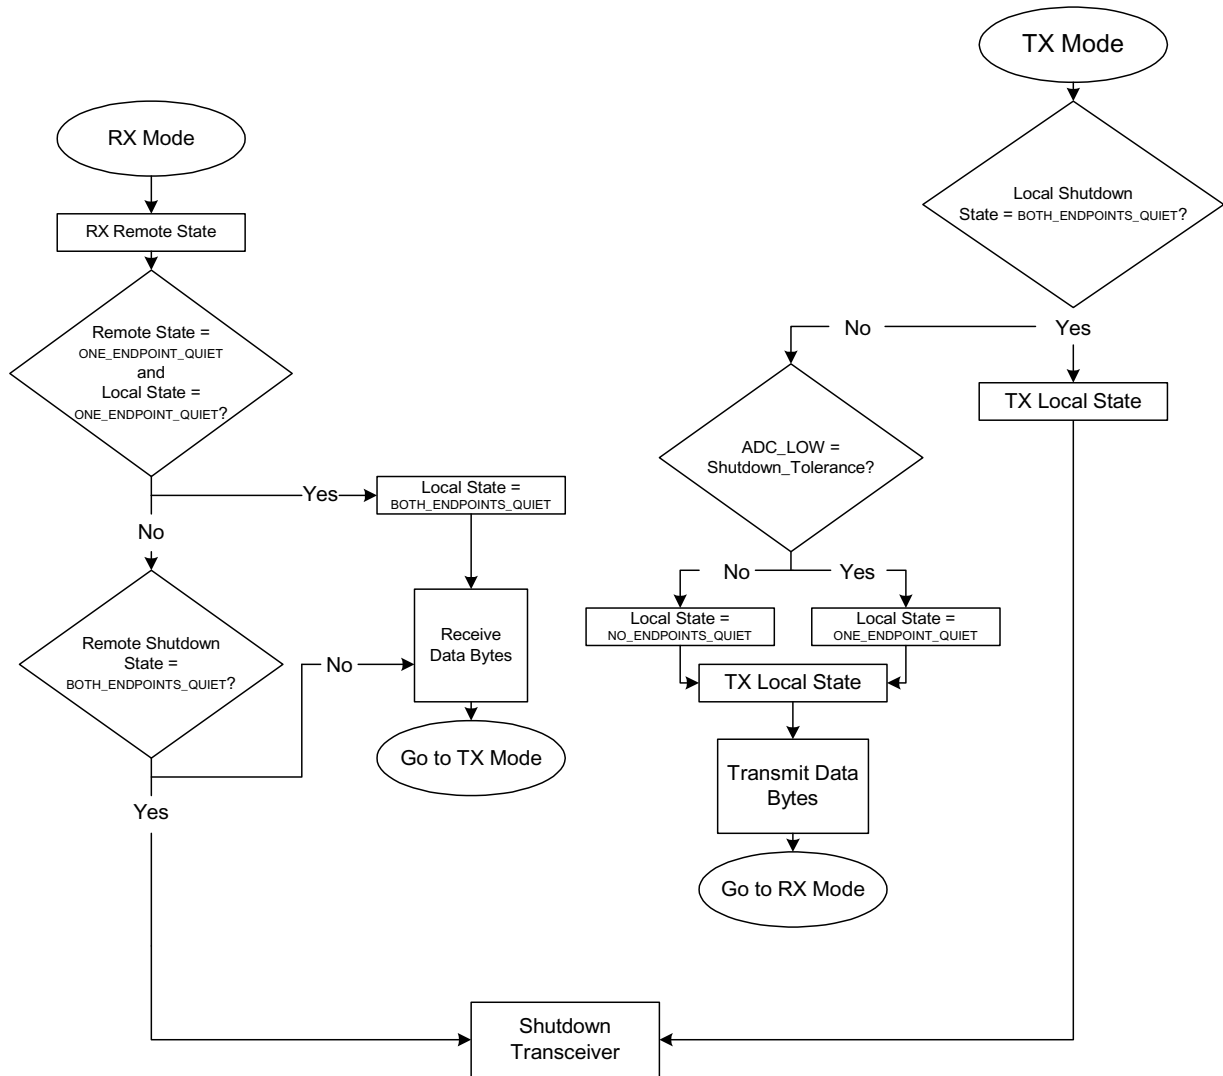 TX Mode
RX Mode
Local Shutdown
State = BOTH_ENDPOINTS_QUIET?
RX Remote State
No
Yes
Remote State =
ONE_ENDPOINT_QUIET
and
Local State =
ONE_ENDPOINT_QUIET?
TX Local State
ADC_LOW =
Shutdown_Tolerance?
Yes
Local State =
BOTH_ENDPOINTS_QUIET
No
No
Yes
Local State =
NO_ENDPOINTS_QUIET
Local State =
ONE_ENDPOINT_QUIET
Remote Shutdown
State =
BOTH_ENDPOINTS_QUIET?
No
Receive
Data Bytes
TX Local State
Go to TX Mode
Yes
Transmit Data
Bytes
Go to RX Mode
Shutdown
Transceiver